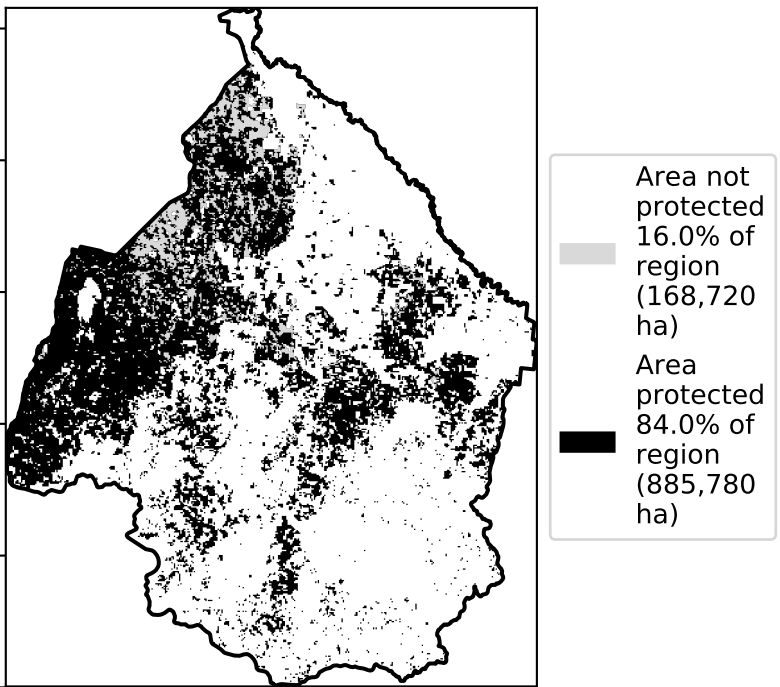 Area not
protected
16.0% of
region
(168,720
ha)
Area
protected
84.0% of
region
(885,780
ha)